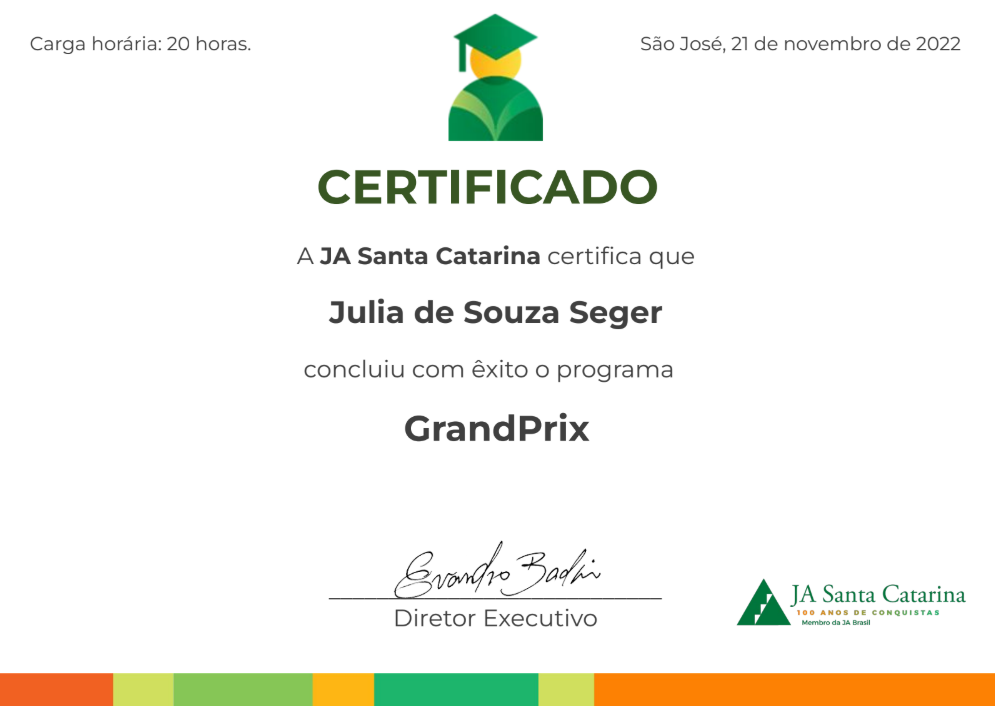 Carga horária: 20 horas.
São José, 21 de novembro de 2022
CERTIFICADO
A JA Santa Catarina certifica que
Julia de Souza Seger
concluiu com êxito o programa
GrandPrix
Evandro Badin
Diretor Executivo
JA Santa Catarina
100 ANOS DE CONQUISTAS
Membro da JA Brasil